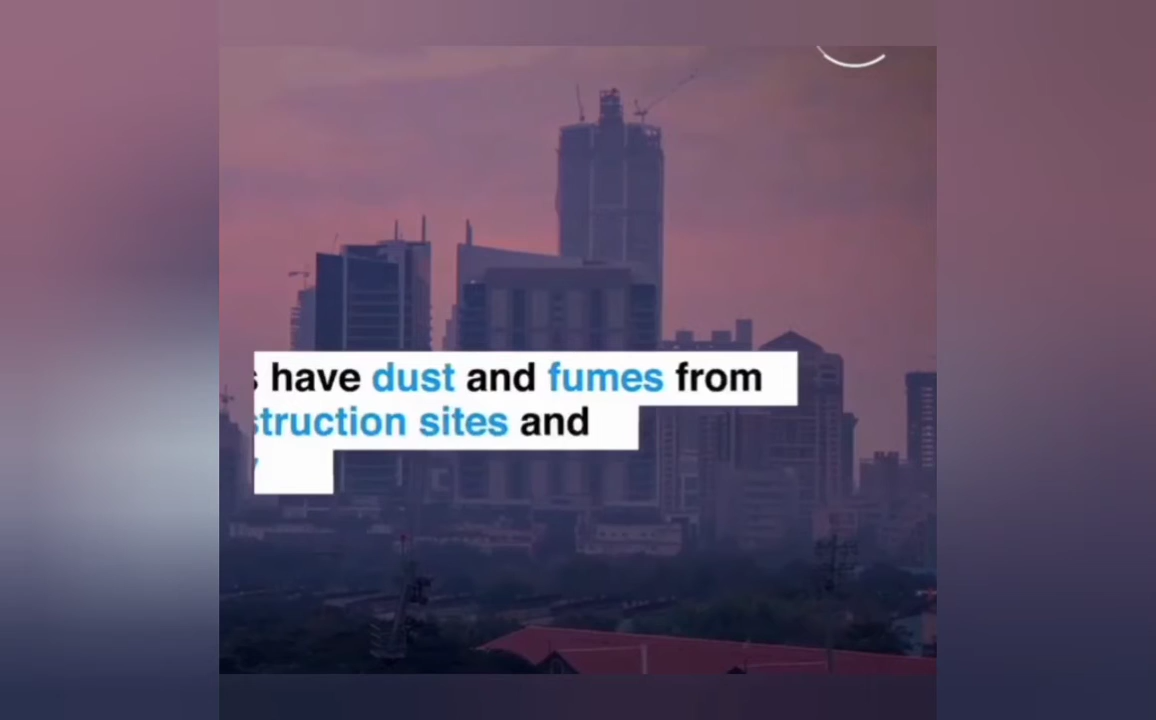 have dust and fumes from
struction sites and